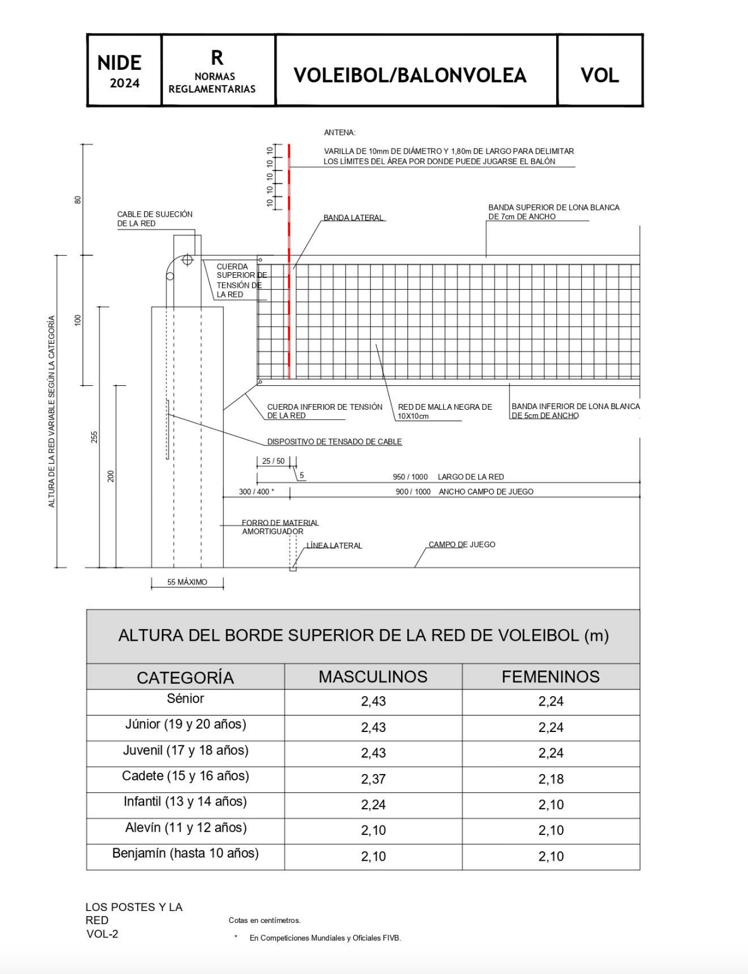 NIDE
2024
R
NORMAS
REGLAMENTARIAS
VOLEIBOL/BALONVOLEA
VOL
ANTENA:
VARILLA DE 10mm DE DIÁMETRO Y 1,80m DE LARGO PARA DELIMITAR
LOS LÍMITES DEL ÁREA POR DONDE PUEDE JUGARSE EL BALÓN
10 10 10 10 10
80
CABLE DE SUJECIÓN
DE LA RED
BANDA LATERAL
BANDA SUPERIOR DE LONA BLANCA
DE 7cm DE ANCHO
CUERDA
SUPERIOR DE
TENSIÓN DE
LA RED
100
ALTURA DE LA RED VARIABLE SEGÚN LA CATEGORÍA
255
200
CUERDA INFERIOR DE TENSIÓN
DE LA RED
RED DE MALLA NEGRA DE
10X10cm
BANDA INFERIOR DE LONA BLANCA
DE 5cm DE ANCHO
DISPOSITIVO DE TENSADO DE CABLE
25 / 50
5
950 / 1000 LARGO DE LA RED
300 / 400 *
900 / 1000 ANCHO CAMPO DE JUEGO
FORRO DE MATERIAL
AMORTIGUADOR
LÍNEA LATERAL
CAMPO DE JUEGO
55 MÁXIMO
ALTURA DEL BORDE SUPERIOR DE LA RED DE VOLEIBOL (m)
CATEGORÍA MASCULINOS FEMENINOS
Sénior 2,43 2,24
Júnior (19 y 20 años) 2,43 2,24
Juvenil (17 y 18 años) 2,43 2,24
Cadete (15 y 16 años) 2,37 2,18
Infantil (13 y 14 años) 2,24 2,10
Alevín (11 y 12 años) 2,10 2,10
Benjamín (hasta 10 años) 2,10 2,10
LOS POSTES Y LA
RED
VOL-2
Cotas en centímetros.
* En Competiciones Mundiales y Oficiales FIVB.